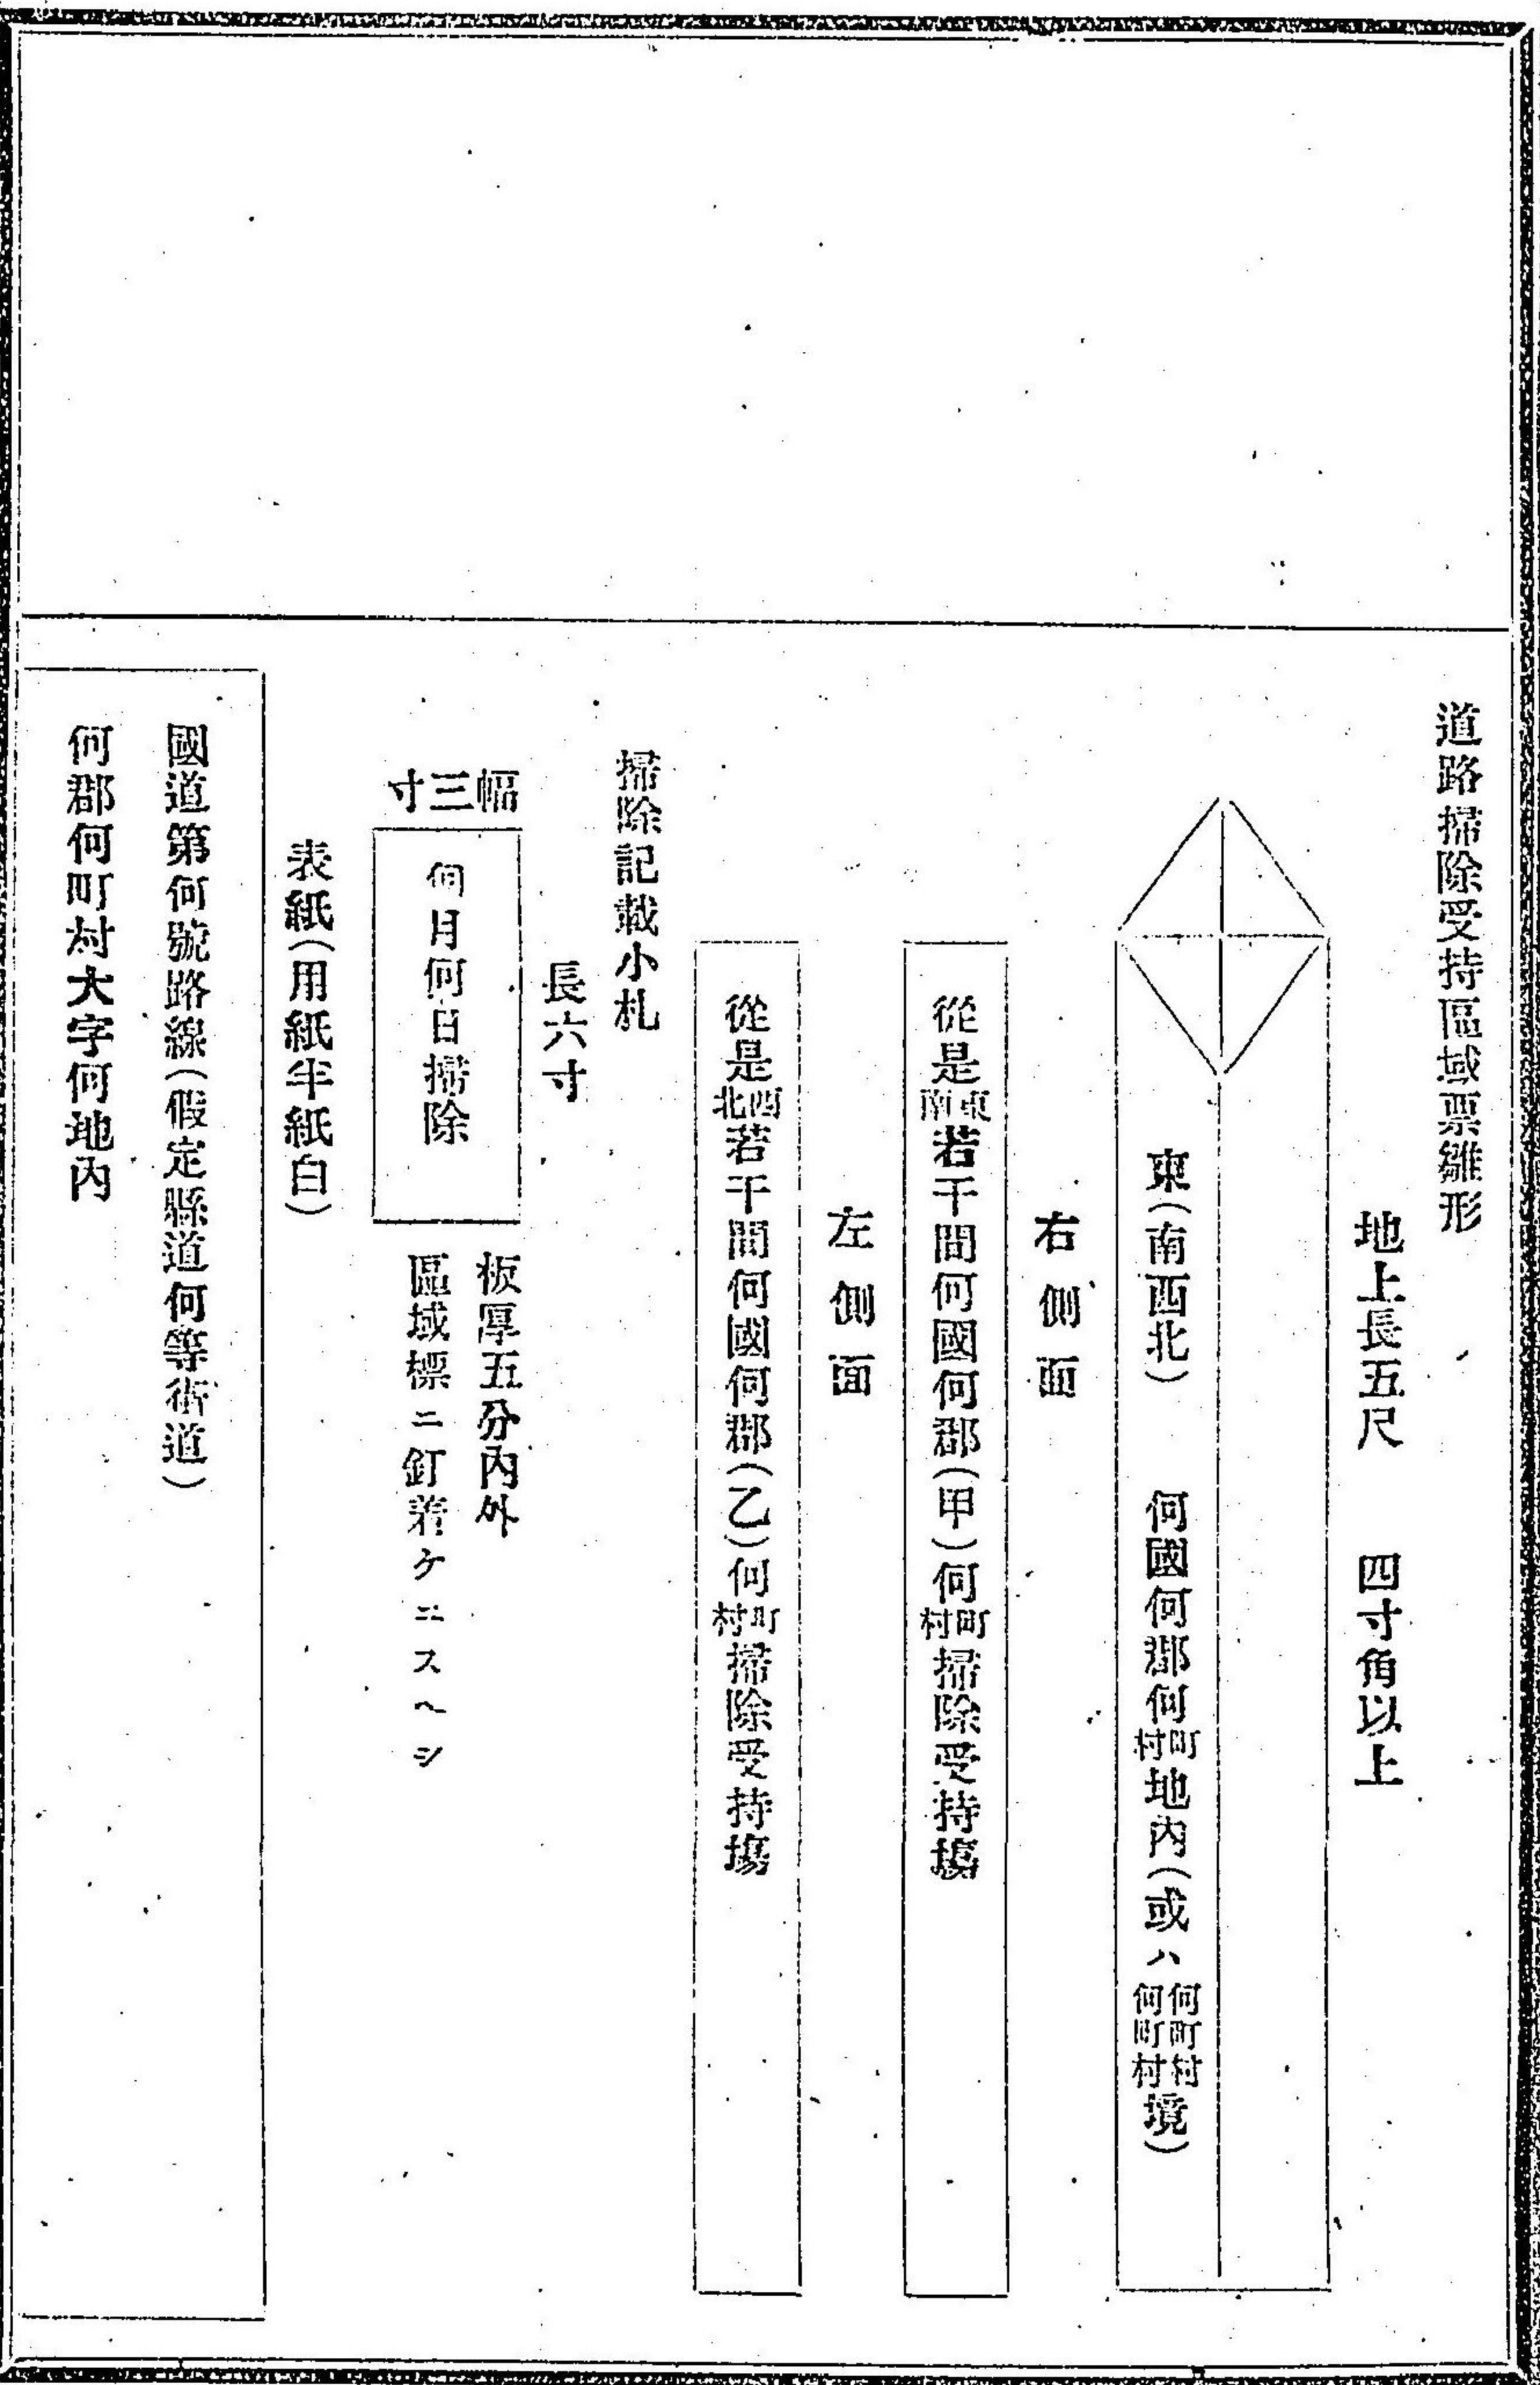 道路掃除受持區域票雛形
地上長五尺　四寸角以上
東(南西北)　何國何郡何町村地內(或ハ何町村何町村境)
右側面
從是東南若干間何國何郡(甲)何町村掃除受持塲
左側面
從是西北若干間何國何郡(乙)何町村掃除受持塲
掃除記載小札
長六寸
幅三寸
何月何日掃除
板厚五分內外
區域標ニ釘着ケニスヘシ
表紙(用紙半紙白)
國道第何號路線(假定縣道何等街道)
何郡何町村大字何地內